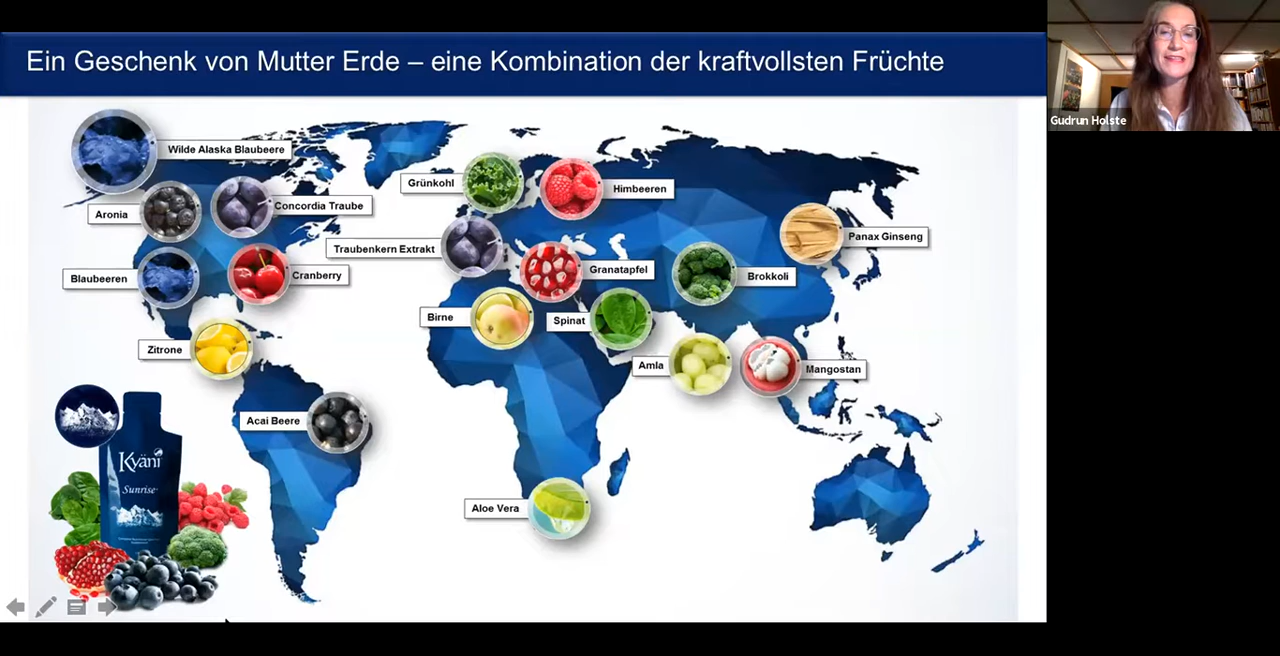 Ein Geschenk von Mutter Erde – eine Kombination der kraftvollsten Früchte
Gudrun Holste
Wilde Alaska Blaubeere
Grünkohl
Himbeeren
Aronia
Concordia Traube
Traubenkern Extrakt
Panax Ginseng
Blaubeeren
Cranberry
Granatapfel
Brokkoli
Birne
Spinat
Zitrone
Amla
Mangostan
Acai Beere
Kyäni
Sunrise
Aloe Vera